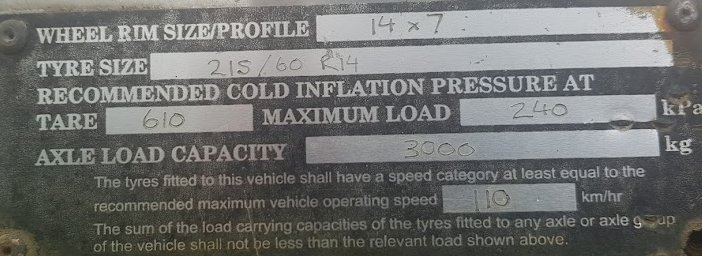 WHEEL RIM SIZE/PROFILE 14 x 7
TYRE SIZE 215/60 R14
RECOMMENDED COLD INFLATION PRESSURE AT
TARE 610 MAXIMUM LOAD 240 kPa
AXLE LOAD CAPACITY 3000 kg
The tyres fitted to this vehicle shall have a speed category at least equal to the
recommended maximum vehicle operating speed 110 km/hr
The sum of the load carrying capacities of the tyres fitted to any axle or axle group
of the vehicle shall not be less than the relevant load shown above.